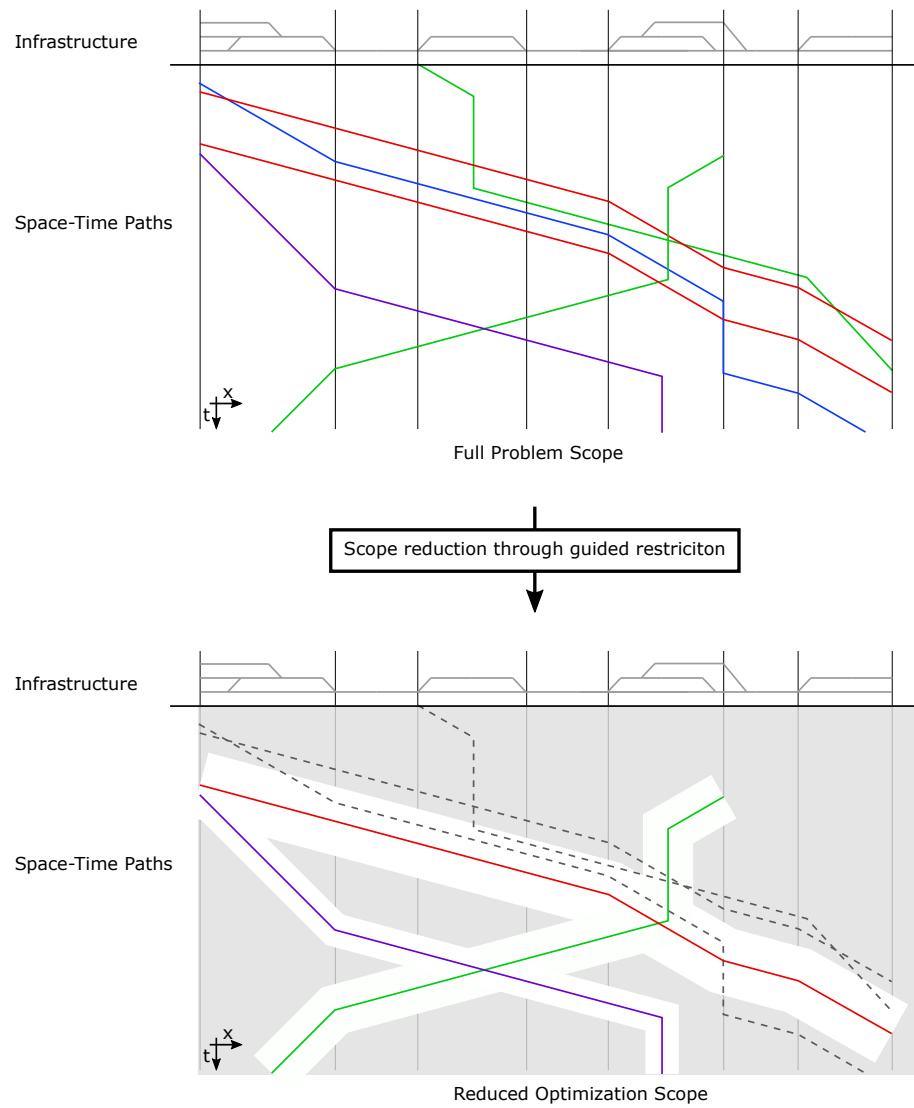 Infrastructure
Space-Time Paths
x
t
Full Problem Scope
Scope reduction through guided restriciton
Infrastructure
Space-Time Paths
x
t
Reduced Optimization Scope